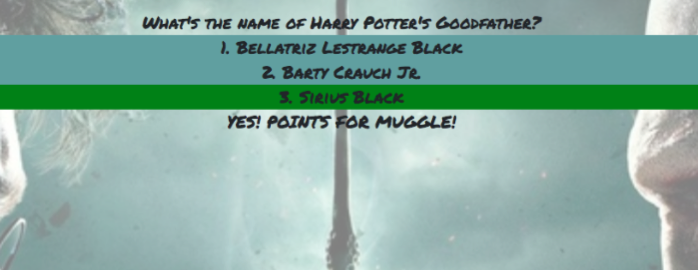 What's the name of Harry Potter's Goodfather?
1. Bellatriz Lestrange Black
2. Barty Crauch Jr.
3. Sirius Black
YES! POINTS FOR MUGGLE!